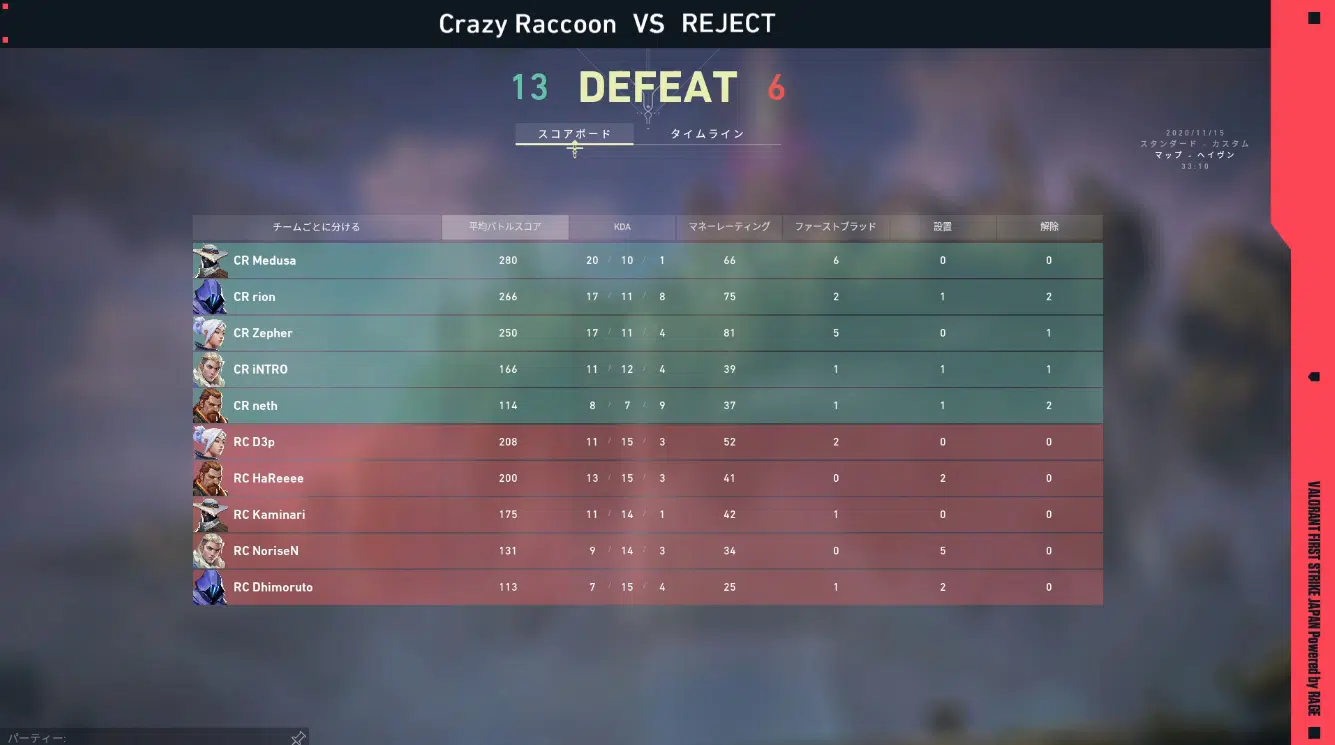 Crazy Raccoon VS REJECT
13 DEFEAT 6
スコアボード タイムライン
2020/11/15
スタンダード - カスタム
マップ - ヘイヴン
33:10
チームごとに分ける 平均バトルスコア KDA マネーレーティング ファーストブラッド 設置 解除
CR Medusa 280 20 / 10 / 1 66 6 0 0
CR rion 266 17 / 11 / 8 75 2 1 2
CR Zepher 250 17 / 11 / 4 81 5 0 1
CR iNTRO 166 11 / 12 / 4 39 1 1 1
CR neth 114 8 / 7 / 9 37 1 1 2
RC D3p 208 11 / 15 / 3 52 2 0 0
RC HaReeee 200 13 / 15 / 3 41 0 2 0
RC Kaminari 175 11 / 14 / 1 42 1 0 0
RC NoriseN 131 9 / 14 / 3 34 0 5 0
RC Dhimoruto 113 7 / 15 / 4 25 1 2 0
VALORANT FIRST STRIKE JAPAN Powered by RAGE
パーティー: